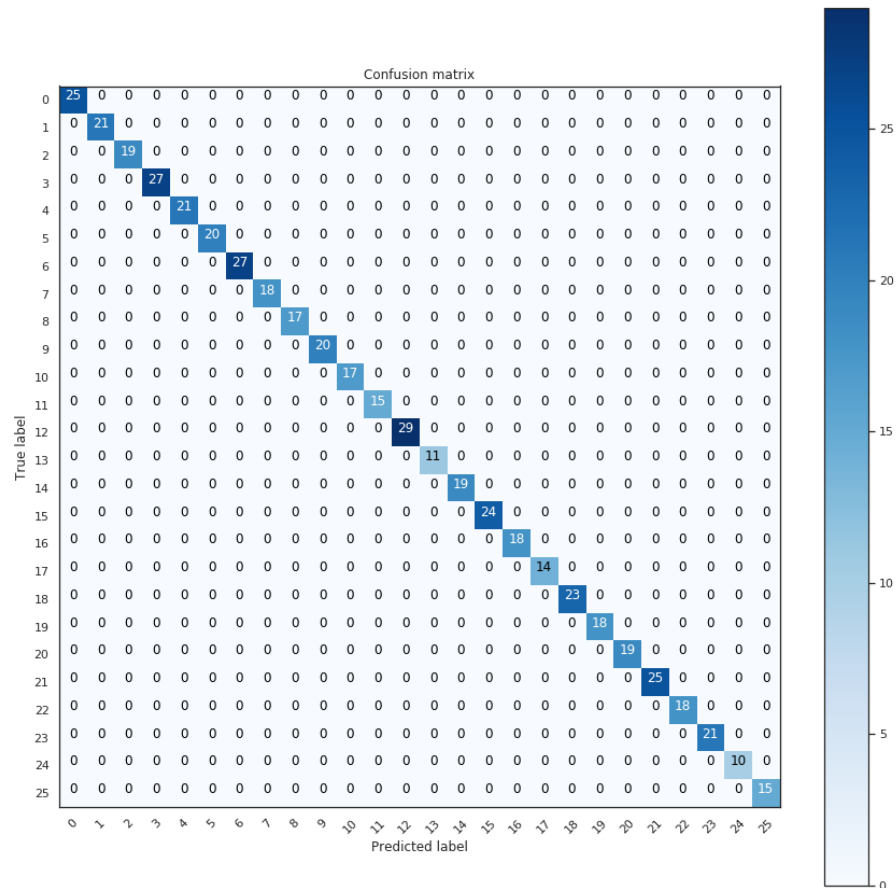 Confusion matrix
0 25 0 0 0 0 0 0 0 0 0 0 0 0 0 0 0 0 0 0 0 0 0 0 0 0 0
1 0 21 0 0 0 0 0 0 0 0 0 0 0 0 0 0 0 0 0 0 0 0 0 0 0 0
2 0 0 19 0 0 0 0 0 0 0 0 0 0 0 0 0 0 0 0 0 0 0 0 0 0 0
3 0 0 0 27 0 0 0 0 0 0 0 0 0 0 0 0 0 0 0 0 0 0 0 0 0 0
4 0 0 0 0 21 0 0 0 0 0 0 0 0 0 0 0 0 0 0 0 0 0 0 0 0 0
5 0 0 0 0 0 20 0 0 0 0 0 0 0 0 0 0 0 0 0 0 0 0 0 0 0 0
6 0 0 0 0 0 0 27 0 0 0 0 0 0 0 0 0 0 0 0 0 0 0 0 0 0 0
7 0 0 0 0 0 0 0 18 0 0 0 0 0 0 0 0 0 0 0 0 0 0 0 0 0 0
8 0 0 0 0 0 0 0 0 17 0 0 0 0 0 0 0 0 0 0 0 0 0 0 0 0 0
9 0 0 0 0 0 0 0 0 0 20 0 0 0 0 0 0 0 0 0 0 0 0 0 0 0 0
10 0 0 0 0 0 0 0 0 0 0 17 0 0 0 0 0 0 0 0 0 0 0 0 0 0 0
11 0 0 0 0 0 0 0 0 0 0 0 15 0 0 0 0 0 0 0 0 0 0 0 0 0 0
12 0 0 0 0 0 0 0 0 0 0 0 0 29 0 0 0 0 0 0 0 0 0 0 0 0 0
13 0 0 0 0 0 0 0 0 0 0 0 0 0 11 0 0 0 0 0 0 0 0 0 0 0 0
14 0 0 0 0 0 0 0 0 0 0 0 0 0 0 19 0 0 0 0 0 0 0 0 0 0 0
15 0 0 0 0 0 0 0 0 0 0 0 0 0 0 0 24 0 0 0 0 0 0 0 0 0 0
16 0 0 0 0 0 0 0 0 0 0 0 0 0 0 0 0 18 0 0 0 0 0 0 0 0 0
17 0 0 0 0 0 0 0 0 0 0 0 0 0 0 0 0 0 14 0 0 0 0 0 0 0 0
18 0 0 0 0 0 0 0 0 0 0 0 0 0 0 0 0 0 0 23 0 0 0 0 0 0 0
19 0 0 0 0 0 0 0 0 0 0 0 0 0 0 0 0 0 0 0 18 0 0 0 0 0 0
20 0 0 0 0 0 0 0 0 0 0 0 0 0 0 0 0 0 0 0 0 19 0 0 0 0 0
21 0 0 0 0 0 0 0 0 0 0 0 0 0 0 0 0 0 0 0 0 0 25 0 0 0 0
22 0 0 0 0 0 0 0 0 0 0 0 0 0 0 0 0 0 0 0 0 0 0 18 0 0 0
23 0 0 0 0 0 0 0 0 0 0 0 0 0 0 0 0 0 0 0 0 0 0 0 21 0 0
24 0 0 0 0 0 0 0 0 0 0 0 0 0 0 0 0 0 0 0 0 0 0 0 0 10 0
25 0 0 0 0 0 0 0 0 0 0 0 0 0 0 0 0 0 0 0 0 0 0 0 0 0 15
True label
0 1 2 3 4 5 6 7 8 9 10 11 12 13 14 15 16 17 18 19 20 21 22 23 24 25
Predicted label
25
20
15
10
5
0